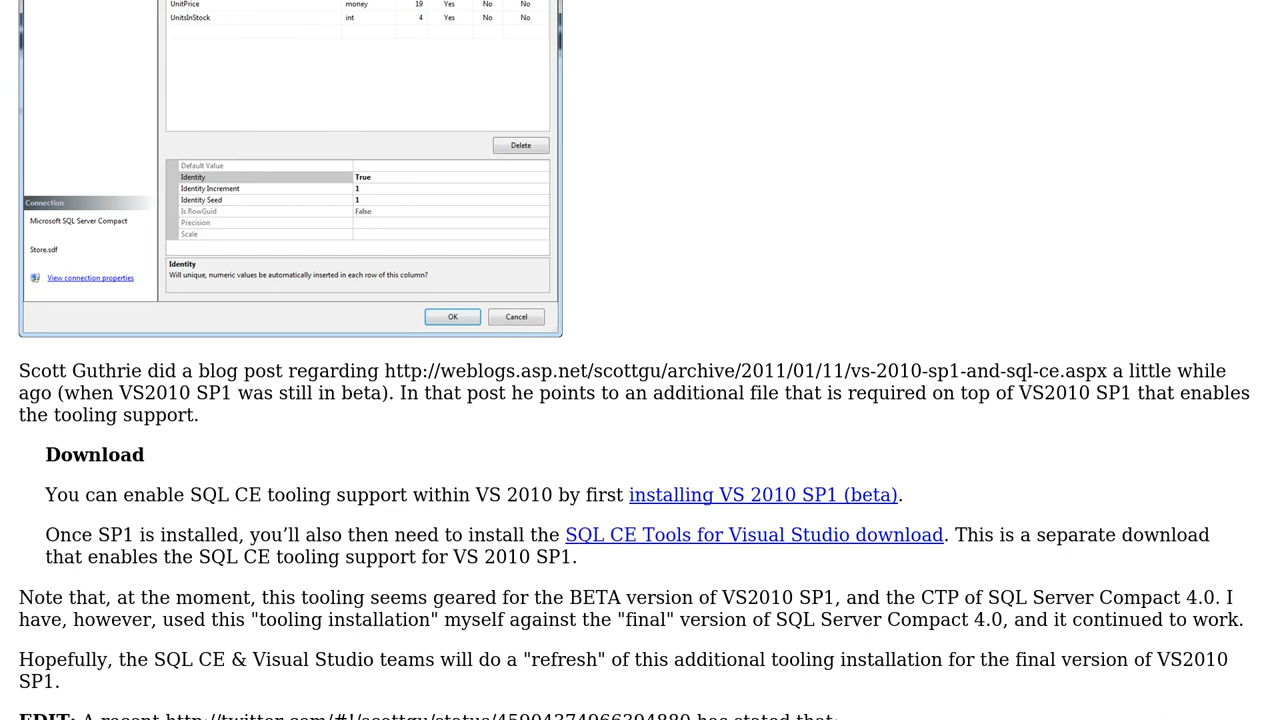 UnitPrice money 19 Yes No No
UnitsInStock int 4 Yes No No
Delete
Default Value
Identity True
Identity Increment 1
Identity Seed 1
Is RowGuid False
Precision
Scale
Connection
Microsoft SQL Server Compact
Store.sdf
View connection properties
Identity
Will unique, numeric values be automatically inserted in each row of this column?
OK Cancel
Scott Guthrie did a blog post regarding http://weblogs.asp.net/scottgu/archive/2011/01/11/vs-2010-sp1-and-sql-ce.aspx a little while
ago (when VS2010 SP1 was still in beta). In that post he points to an additional file that is required on top of VS2010 SP1 that enables
the tooling support.
Download
You can enable SQL CE tooling support within VS 2010 by first installing VS 2010 SP1 (beta).
Once SP1 is installed, you’ll also then need to install the SQL CE Tools for Visual Studio download. This is a separate download
that enables the SQL CE tooling support for VS 2010 SP1.
Note that, at the moment, this tooling seems geared for the BETA version of VS2010 SP1, and the CTP of SQL Server Compact 4.0. I
have, however, used this "tooling installation" myself against the "final" version of SQL Server Compact 4.0, and it continued to work.
Hopefully, the SQL CE & Visual Studio teams will do a "refresh" of this additional tooling installation for the final version of VS2010
SP1.
EDIT: A recent http://twitter.com/#!/scottgu/status/45904374966394880 has stated that: